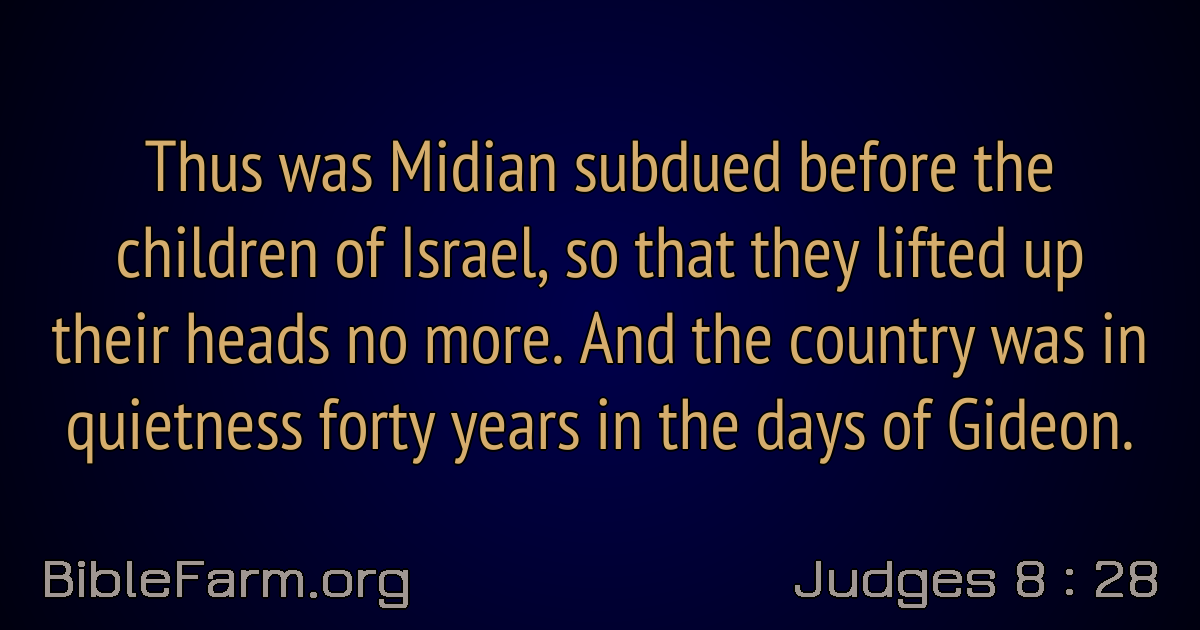 Thus was Midian subdued before the
children of Israel, so that they lifted up
their heads no more. And the country was in
quietness forty years in the days of Gideon.
BibleFarm.org
Judges 8 : 28